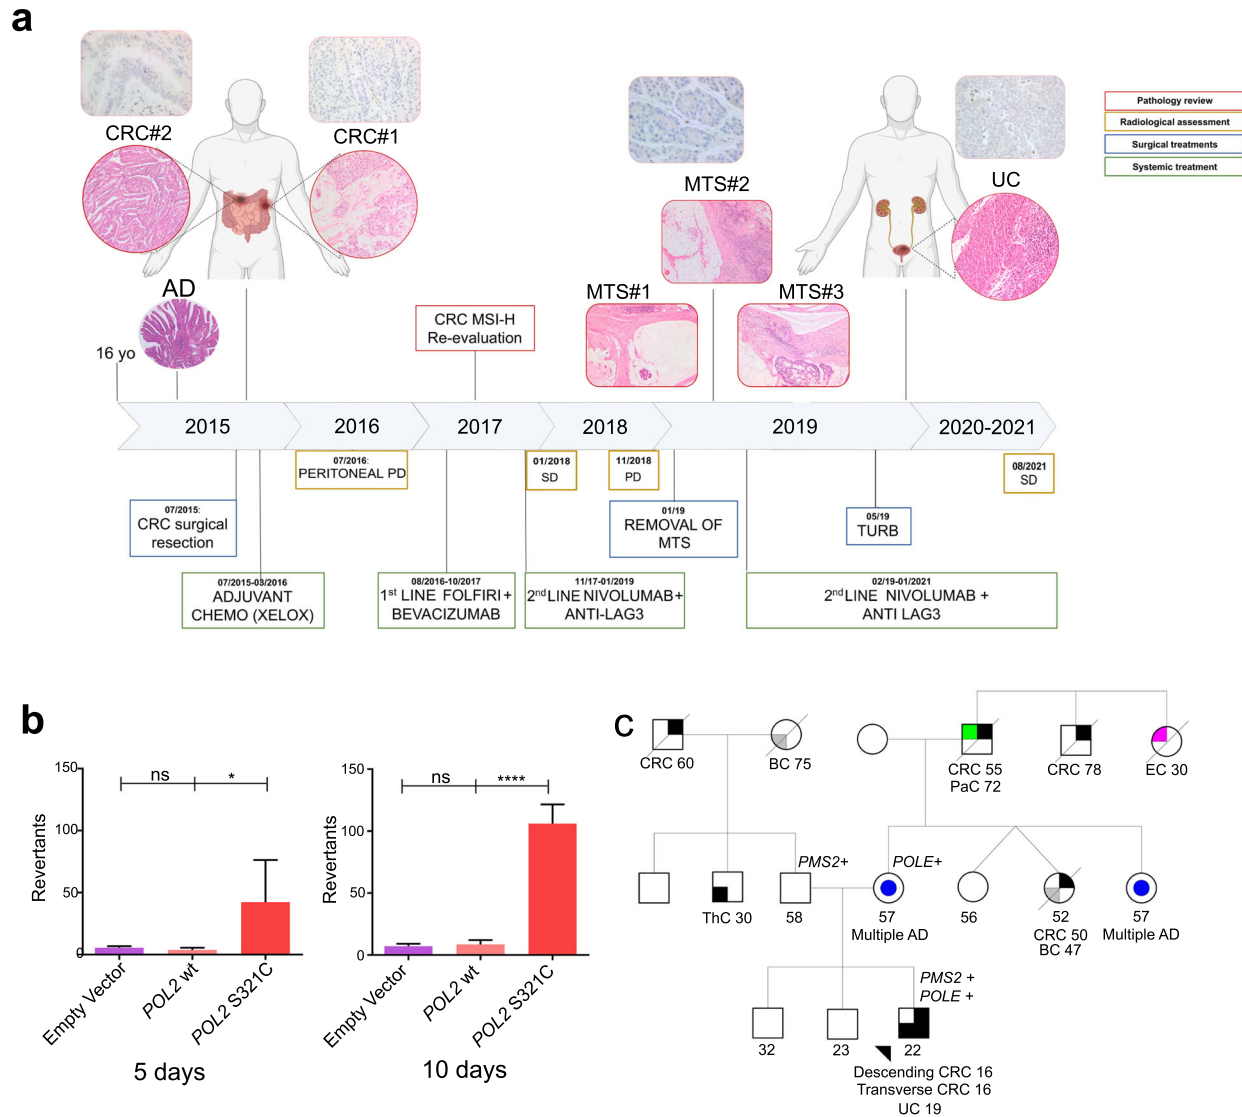 a
CRC#2
CRC#1
AD
16 yo
CRC MSI-H
Re-evaluation
MTS#2
MTS#1
MTS#3
UC
Pathology review
Radiological assessment
Surgical treatments
Systemic treatment
2015
2016
2017
2018
2019
2020-2021
07/2016:
PERITONEAL PD
01/2018
SD
11/2018
PD
08/2021
SD
07/2015:
CRC surgical
resection
01/19
REMOVAL OF
MTS
05/19
TURB
07/2015-03/2016
ADJUVANT
CHEMO (XELOX)
08/2016-10/2017
1st LINE FOLFIRI +
BEVACIZUMAB
11/17-01/2019
2nd LINE NIVOLUMAB +
ANTI-LAG3
02/19-01/2021
2nd LINE NIVOLUMAB +
ANTI LAG3
b
Revertants
150
100
50
0
ns
*
Empty Vector
POL2 wt
POL2 S321C
5 days
Revertants
150
100
50
0
ns
****
Empty Vector
POL2 wt
POL2 S321C
10 days
c
CRC 60
BC 75
CRC 55
PaC 72
CRC 78
EC 30
PMS2+
POLE+
ThC 30
58
57
Multiple AD
56
52
CRC 50
BC 47
57
Multiple AD
PMS2 +
POLE +
32
23
22
Descending CRC 16
Transverse CRC 16
UC 19